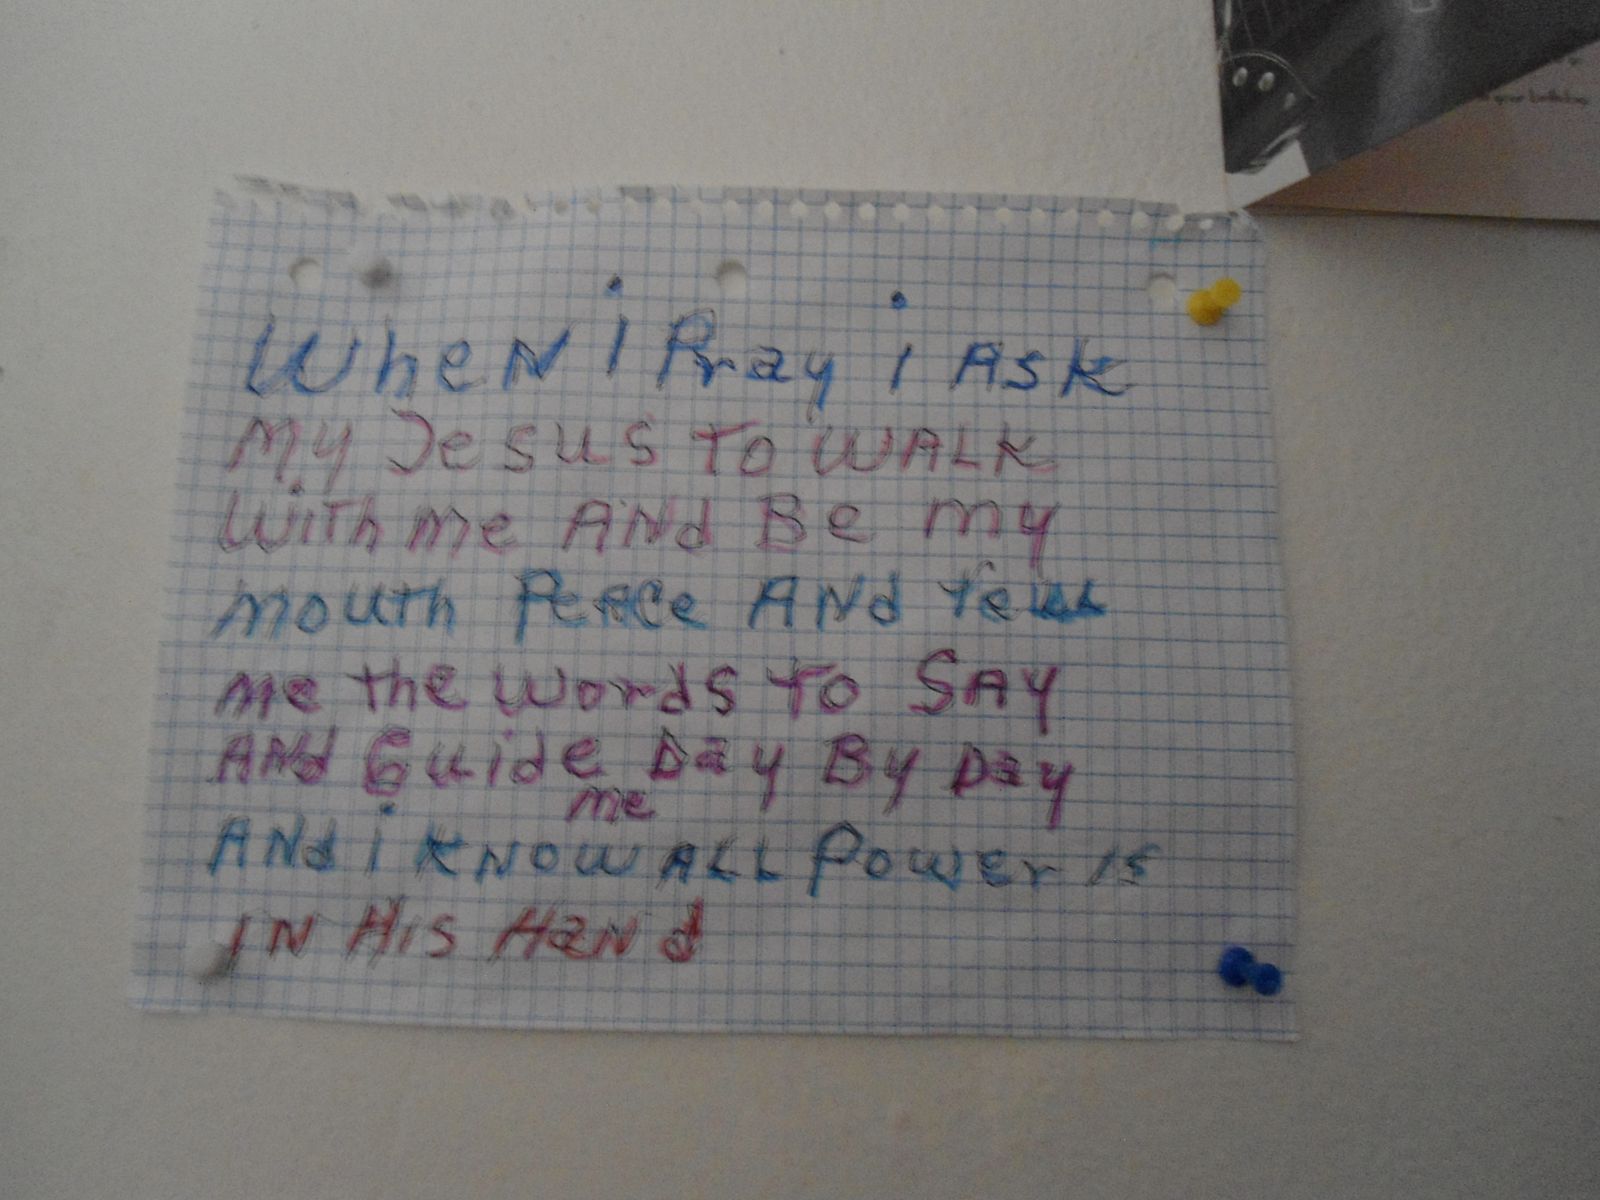 WheN i Pray i ASK
My JeSUS To WALK
With me ANd Be my
mouth PeACe ANd Tell
me the words To SAY
ANd Guide Day By Day
me
ANd i KNOW ALL Power is
IN His HaNd